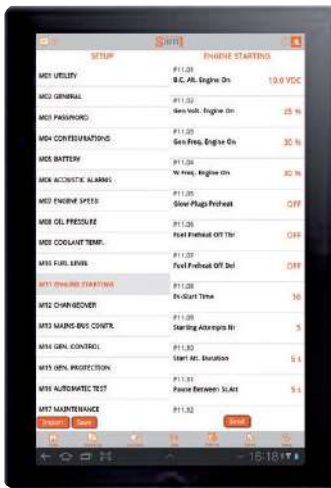 Sam1
SETUP
M01 UTILITY
M02 GENERAL
M03 PASSWORD
M04 CONFIGURATIONS
M05 BATTERY
M06 ACOUSTIC ALARMS
M07 ENGINE SPEED
M08 OIL PRESSURE
M09 COOLANT TEMP.
M10 FUEL LEVEL
M11 ENGINE STARTING
M12 CHANGEOVER
M13 MAINS-BUS CONTR.
M14 GEN. CONTROL
M15 GEN. PROTECTION
M16 AUTOMATIC TEST
M17 MAINTENANCE
Import Save
ENGINE STARTING
P11.01
B.C. Alt. Engine On 10.0 VDC
P11.02
Gen Volt. Engine On 25 %
P11.03
Gen Freq. Engine On 30 %
P11.04
W Freq. Engine On 30 %
P11.05
Glow-Plugs Preheat OFF
P11.06
Fuel Preheat Off Thr OFF
P11.07
Fuel Preheat Off Del OFF
P11.08
In-Start Time 10
P11.09
Starting Attempts Nr 5
P11.10
Start Att. Duration 5 s
P11.11
Pause Between St.Att 5 s
P11.12
Send
16:18